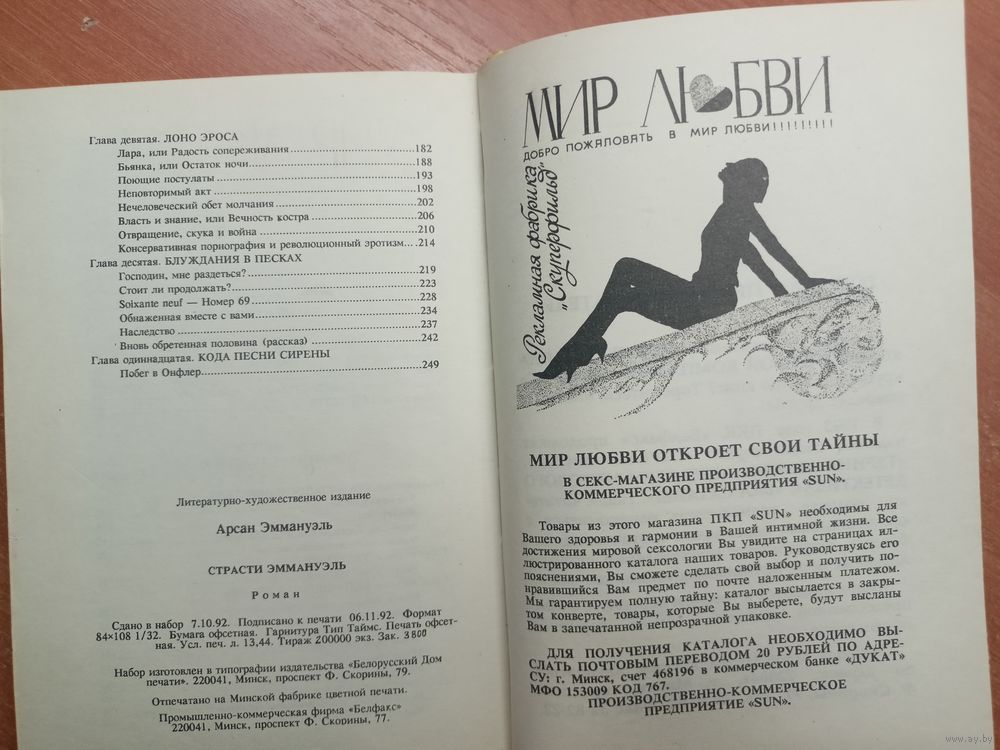 Глава девятая. ЛОНО ЭРОСА
Лара, или Радость сопереживания.....................182
Бьянка, или Остаток ночи.....................188
Поющие постулаты.....................193
Неповторимый акт.....................198
Нечеловеческий обет молчания.....................202
Власть и знание, или Вечность костра.....................206
Отвращение, скука и война.....................210
Консервативная порнография и революционный эротизм....214
Глава десятая. БЛУЖДАНИЯ В ПЕСКАХ
Господин, мне раздеться?.....................219
Стоит ли продолжать?.....................223
Soixante neuf — Номер 69.....................228
Обнаженная вместе с вами.....................234
Наследство.....................237
Вновь обретенная половина (рассказ).....................242
Глава одиннадцатая. КОДА ПЕСНИ СИРЕНЫ
Побег в Онфлер.....................249
Литературно-художественное издание
Арсан Эммануэль
СТРАСТИ ЭММАНУЭЛЬ
Роман
Сдано в набор 7.10.92. Подписано к печати 06.11.92. Формат
84×108 1/32. Бумага офсетная. Гарнитура Тип Таймс. Печать офсет-
ная. Усл. печ. л. 13,44. Тираж 200000 экз. Зак. 3800
Набор изготовлен в типографии издательства «Белорусский Дом
печати». 220041, Минск, проспект Ф. Скорины, 79.
Отпечатано на Минской фабрике цветной печати.
Промышленно-коммерческая фирма «Белфакс»
220041, Минск, проспект Ф. Скорины, 77.
МИР ЛЮБВИ
ДОБРО ПОЖАЛОВАТЬ В МИР ЛЮБВИ!!!!!!!!!
Рекламная фабрика
„Скуперфильд"
МИР ЛЮБВИ ОТКРОЕТ СВОИ ТАЙНЫ
В СЕКС-МАГАЗИНЕ ПРОИЗВОДСТВЕННО-
КОММЕРЧЕСКОГО ПРЕДПРИЯТИЯ «SUN».
Товары из этого магазина ПКП «SUN» необходимы для
Вашего здоровья и гармонии в Вашей интимной жизни. Все
достижения мировой сексологии Вы увидите на страницах ил-
люстрированного каталога наших товаров. Руководствуясь его
пояснениями, Вы сможете сделать свой выбор и получить по-
нравившийся Вам предмет по почте наложенным платежом.
Мы гарантируем полную тайну: каталог высылается в закры-
том конверте, товары, которые Вы выберете, будут высланы
Вам в запечатанной непрозрачной упаковке.
ДЛЯ ПОЛУЧЕНИЯ КАТАЛОГА НЕОБХОДИМО ВЫ-
СЛАТЬ ПОЧТОВЫМ ПЕРЕВОДОМ 20 РУБЛЕЙ ПО АДРЕ-
СУ: г. Минск, счет 468196 в коммерческом банке «ДУКАТ»
МФО 153009 КОД 767.
ПРОИЗВОДСТВЕННО-КОММЕРЧЕСКОЕ
ПРЕДПРИЯТИЕ «SUN».
www.ay.by